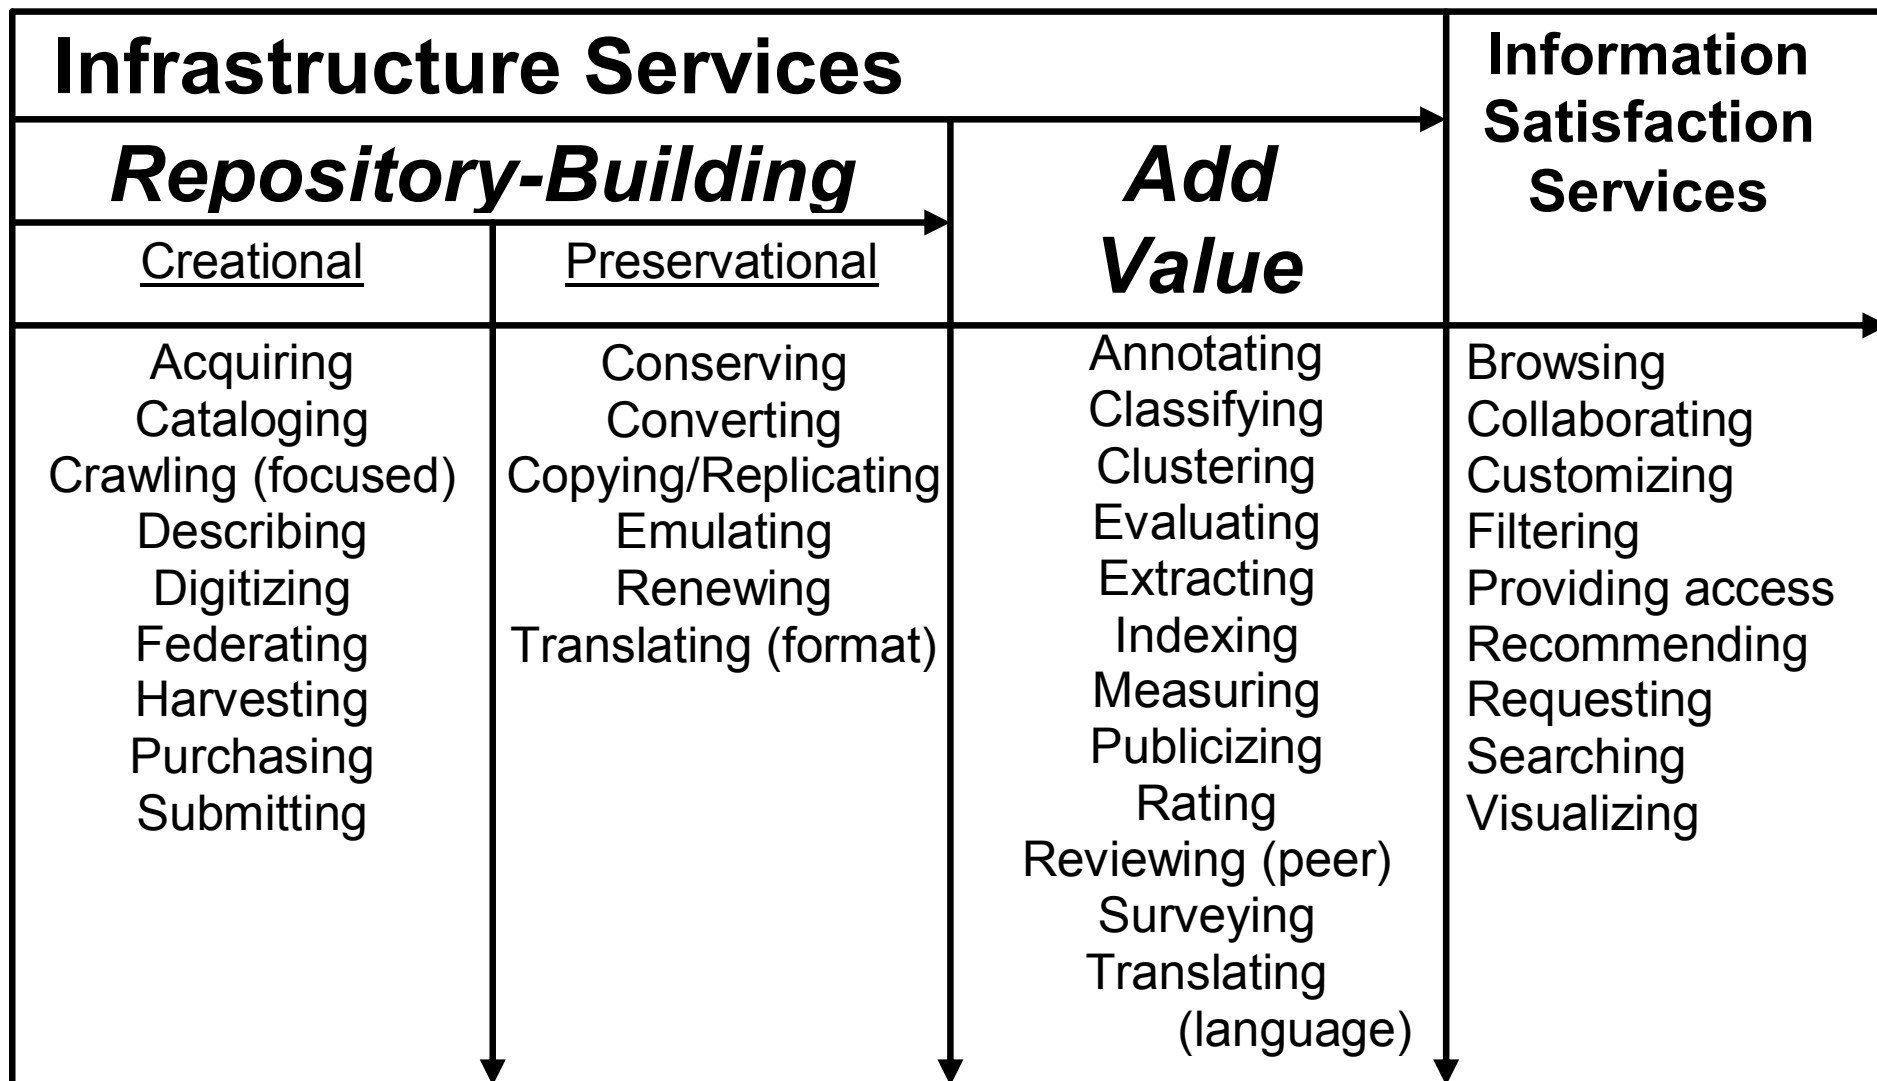 Infrastructure Services
Information
Satisfaction
Services
Repository-Building
Add
Value
Creational
Preservational
Acquiring
Cataloging
Crawling (focused)
Describing
Digitizing
Federating
Harvesting
Purchasing
Submitting
Conserving
Converting
Copying/Replicating
Emulating
Renewing
Translating (format)
Annotating
Classifying
Clustering
Evaluating
Extracting
Indexing
Measuring
Publicizing
Rating
Reviewing (peer)
Surveying
Translating
(language)
Browsing
Collaborating
Customizing
Filtering
Providing access
Recommending
Requesting
Searching
Visualizing